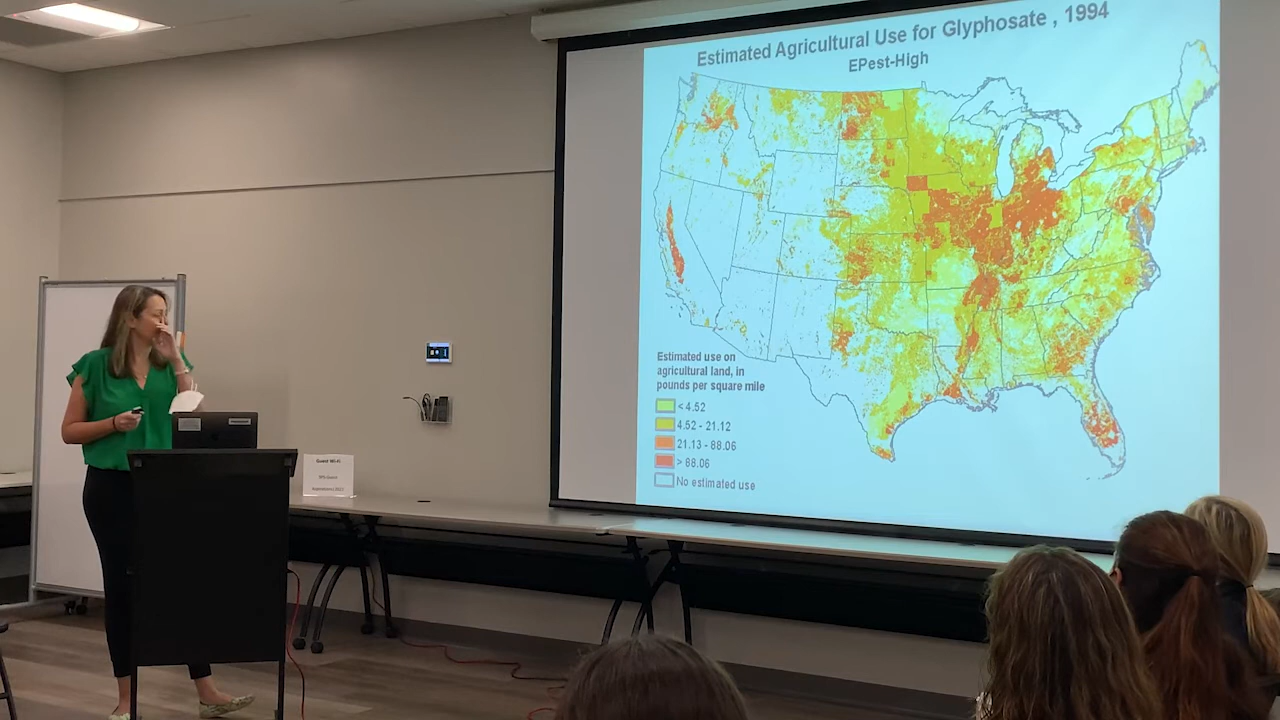 Estimated Agricultural Use for Glyphosate , 1994
EPest-High
Estimated use on
agricultural land, in
pounds per square mile
< 4.52
4.52 - 21.12
21.13 - 88.06
> 88.06
No estimated use
Guest Wi-Fi